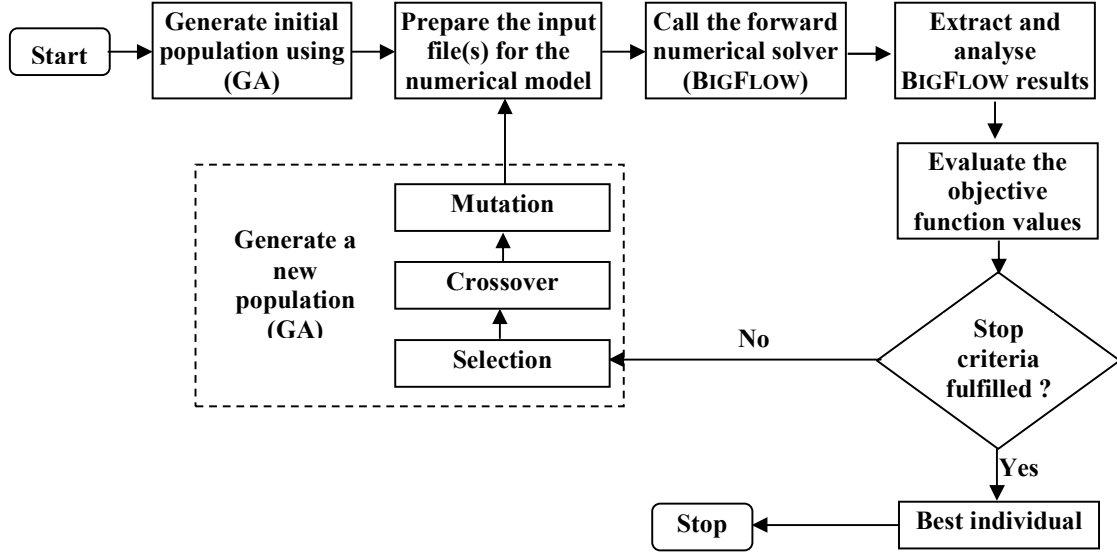 Start
Generate initial
population using
(GA)
Prepare the input
file(s) for the
numerical model
Call the forward
numerical solver
(BIGFLOW)
Extract and
analyse
BIGFLOW results
Evaluate the
objective
function values
Mutation
Generate a
new
population
(GA)
Crossover
Selection
No
Stop
criteria
fulfilled ?
Yes
Stop
Best individual